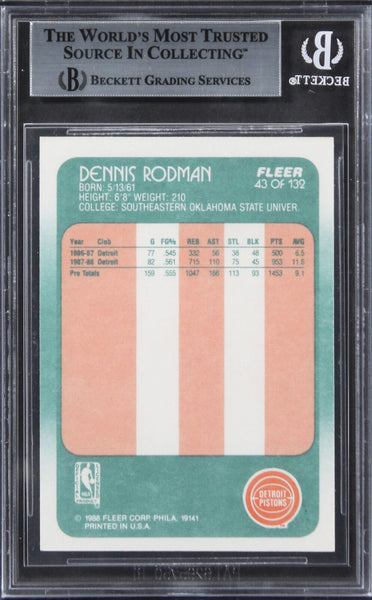 THE WORLD'S MOST TRUSTED
SOURCE IN COLLECTING™
BECKETT GRADING SERVICES
BECKETT
DENNIS RODMAN
FLEER
43 OF 132
BORN: 5/13/61
HEIGHT: 6'8" WEIGHT: 210
COLLEGE: SOUTHEASTERN OKLAHOMA STATE UNIVER.
Year Club G FG% REB AST STL BLK PTS AVG
1986-87 Detroit 77 .545 332 56 38 48 500 6.5
1987-88 Detroit 82 .561 715 110 75 45 953 11.6
Pro Totals 159 .555 1047 166 113 93 1453 9.1
NBA
DETROIT
PISTONS
© 1988 FLEER CORP. PHILA. 19141
PRINTED IN U.S.A.